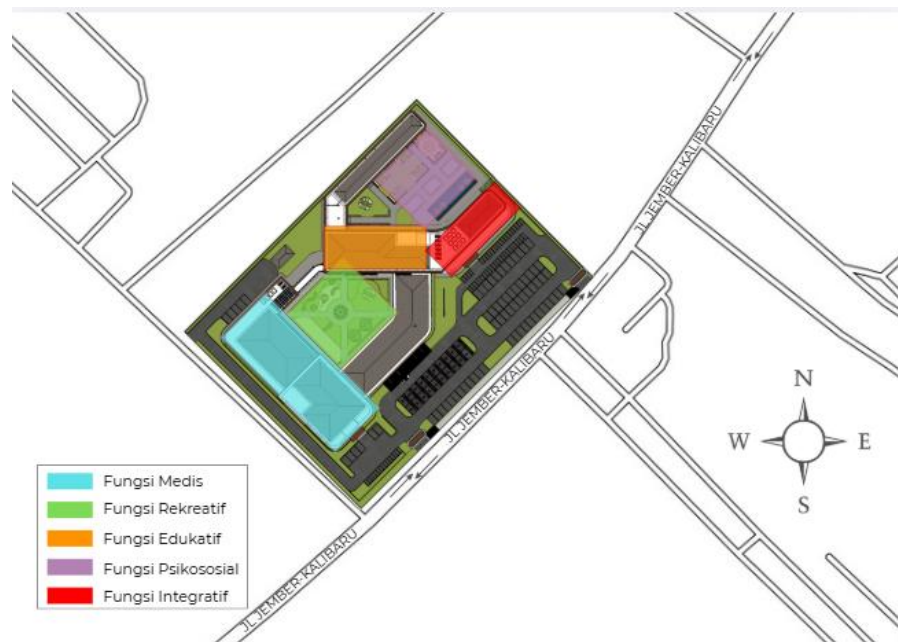 JL JEMBER-KALIBARU
JL JEMBER-KALIBARU
JL JEMBER-KALIBARU
N
W
E
S
Fungsi Medis
Fungsi Rekreatif
Fungsi Edukatif
Fungsi Psikososial
Fungsi Integratif